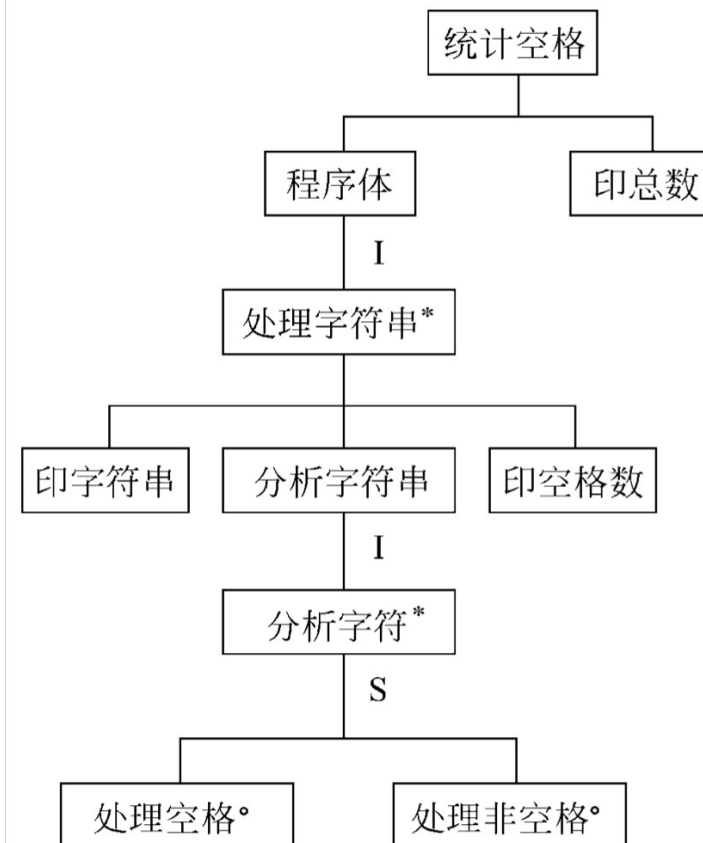 统计空格
程序体
印总数
I
处理字符串*
印字符串
分析字符串
印空格数
I
分析字符*
S
处理空格°
处理非空格°